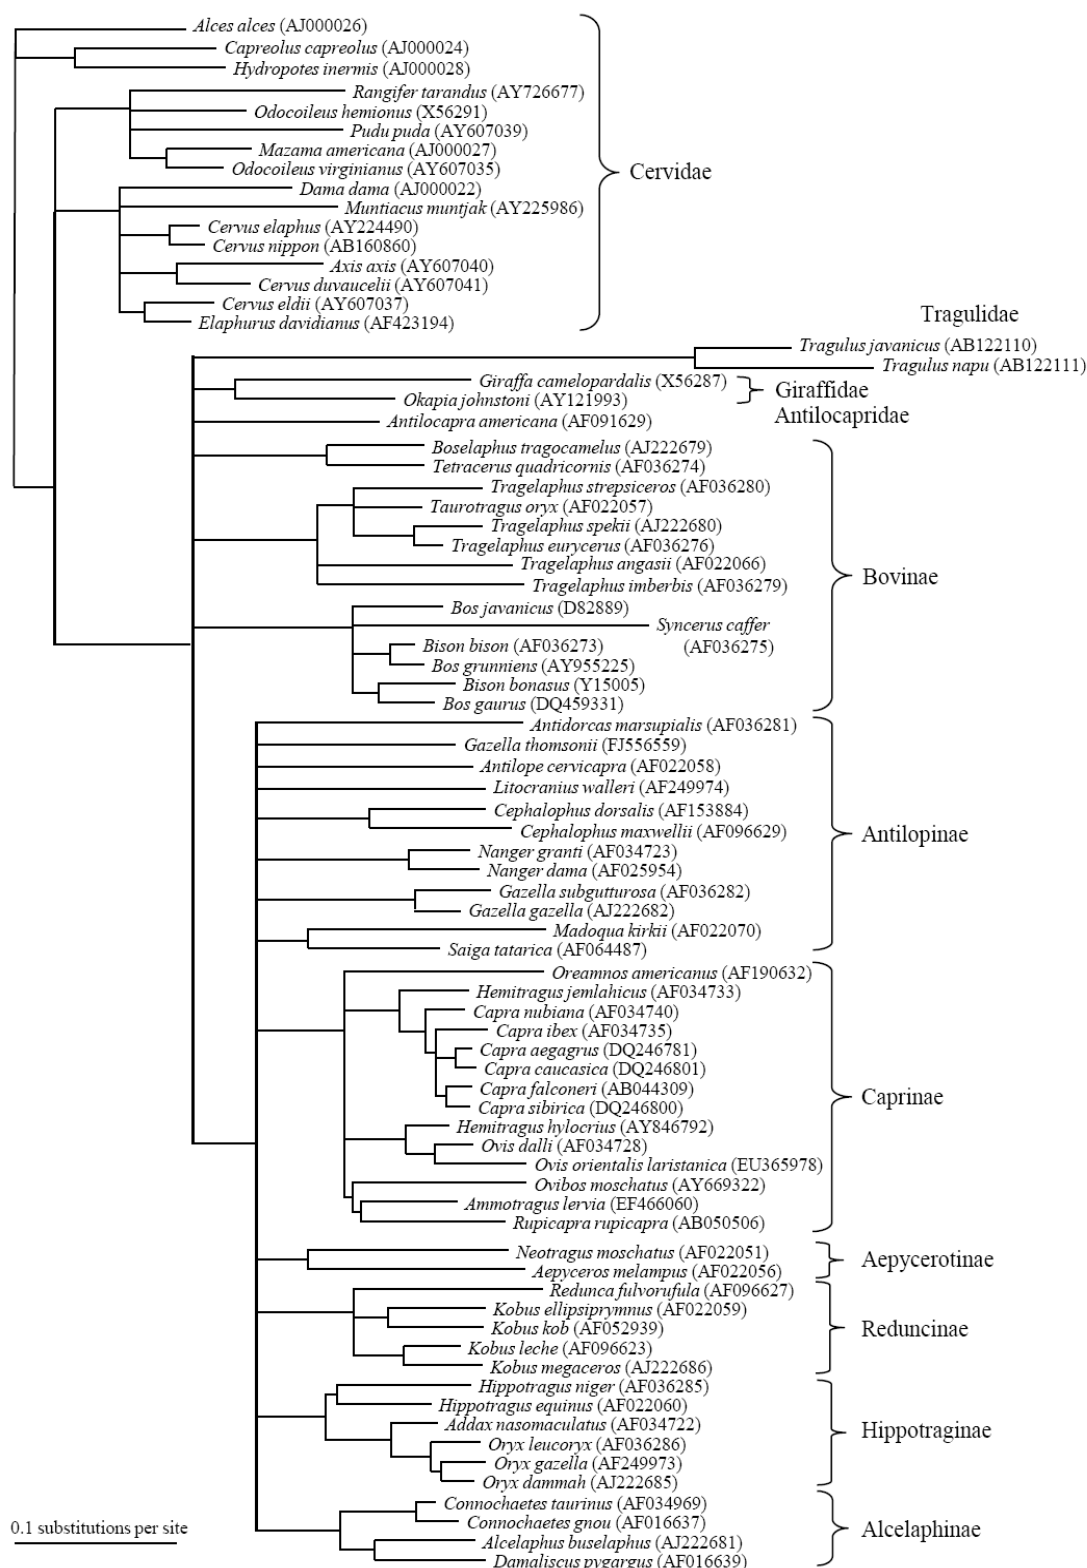 Alces alces (AJ000026)
Capreolus capreolus (AJ000024)
Hydropotes inermis (AJ000028)
Rangifer tarandus (AY726677)
Odocoileus hemionus (X56291)
Pudu puda (AY607039)
Mazama americana (AJ000027)
Odocoileus virginianus (AY607035)
Cervidae
Dama dama (AJ000022)
Muntiacus muntjak (AY225986)
Cervus elaphus (AY224490)
Cervus nippon (AB160860)
Axis axis (AY607040)
Cervus duvaucelii (AY607041)
Cervus eldii (AY607037)
Elaphurus davidianus (AF423194)
Tragulidae
Tragulus javanicus (AB122110)
Tragulus napu (AB122111)
Giraffa camelopardalis (X56287)
Giraffidae
Okapia johnstoni (AY121993)
Antilocapridae
Antilocapra americana (AF091629)
Boselaphus tragocamelus (AJ222679)
Tetracerus quadricornis (AF036274)
Tragelaphus strepsiceros (AF036280)
Taurotragus oryx (AF022057)
Tragelaphus spekii (AJ222680)
Tragelaphus eurycerus (AF036276)
Tragelaphus angasii (AF022066)
Bovinae
Tragelaphus imberbis (AF036279)
Bos javanicus (D82889)
Syncerus caffer
(AF036275)
Bison bison (AF036273)
Bos grunniens (AY955225)
Bison bonasus (Y15005)
Bos gaurus (DQ459331)
Antidorcas marsupialis (AF036281)
Gazella thomsonii (FJ556559)
Antilope cervicapra (AF022058)
Litocranius walleri (AF249974)
Cephalophus dorsalis (AF153884)
Cephalophus maxwellii (AF096629)
Antilopinae
Nanger granti (AF034723)
Nanger dama (AF025954)
Gazella subgutturosa (AF036282)
Gazella gazella (AJ222682)
Madoqua kirkii (AF022070)
Saiga tatarica (AF064487)
Oreamnos americanus (AF190632)
Hemitragus jemlahicus (AF034733)
Capra nubiana (AF034740)
Capra ibex (AF034735)
Capra aegagrus (DQ246781)
Capra caucasica (DQ246801)
Capra falconeri (AB044309)
Caprinae
Capra sibirica (DQ246800)
Hemitragus hylocrius (AY846792)
Ovis dalli (AF034728)
Ovis orientalis laristanica (EU365978)
Ovibos moschatus (AY669322)
Ammotragus lervia (EF466060)
Rupicapra rupicapra (AB050506)
Neotragus moschatus (AF022051)
Aepycerotinae
Aepyceros melampus (AF022056)
Redunca fulvorufula (AF096627)
Kobus ellipsiprymnus (AF022059)
Kobus kob (AF052939)
Reduncinae
Kobus leche (AF096623)
Kobus megaceros (AJ222686)
Hippotragus niger (AF036285)
Hippotragus equinus (AF022060)
Addax nasomaculatus (AF034722)
Hippotraginae
Oryx leucoryx (AF036286)
Oryx gazella (AF249973)
Oryx dammah (AJ222685)
Connochaetes taurinus (AF034969)
Connochaetes gnou (AF016637)
0.1 substitutions per site
Alcelaphinae
Alcelaphus buselaphus (AJ222681)
Damaliscus pygargus (AF016639)